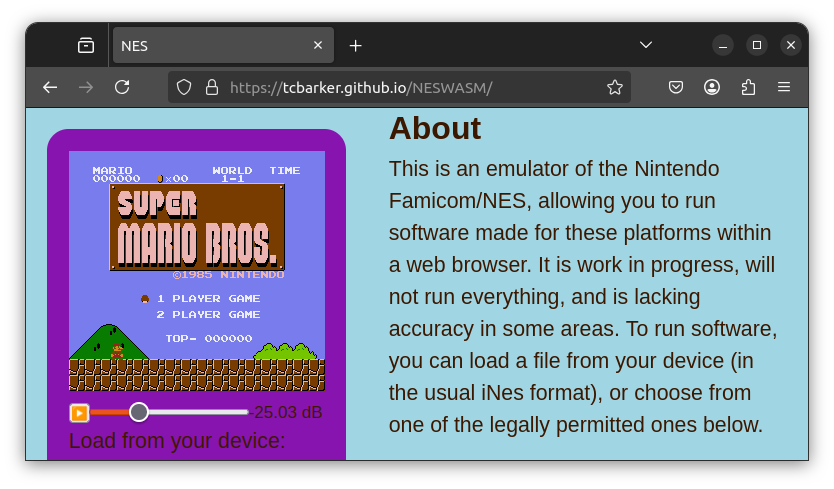 NES
https://tcbarker.github.io/NESWASM/
MARIO WORLD TIME
000000 x00 1-1
SUPER
MARIO BROS.
©1985 NINTENDO
1 PLAYER GAME
2 PLAYER GAME
TOP- 000000
-25.03 dB
Load from your device:
About
This is an emulator of the Nintendo
Famicom/NES, allowing you to run
software made for these platforms within
a web browser. It is work in progress, will
not run everything, and is lacking
accuracy in some areas. To run software,
you can load a file from your device (in
the usual iNes format), or choose from
one of the legally permitted ones below.